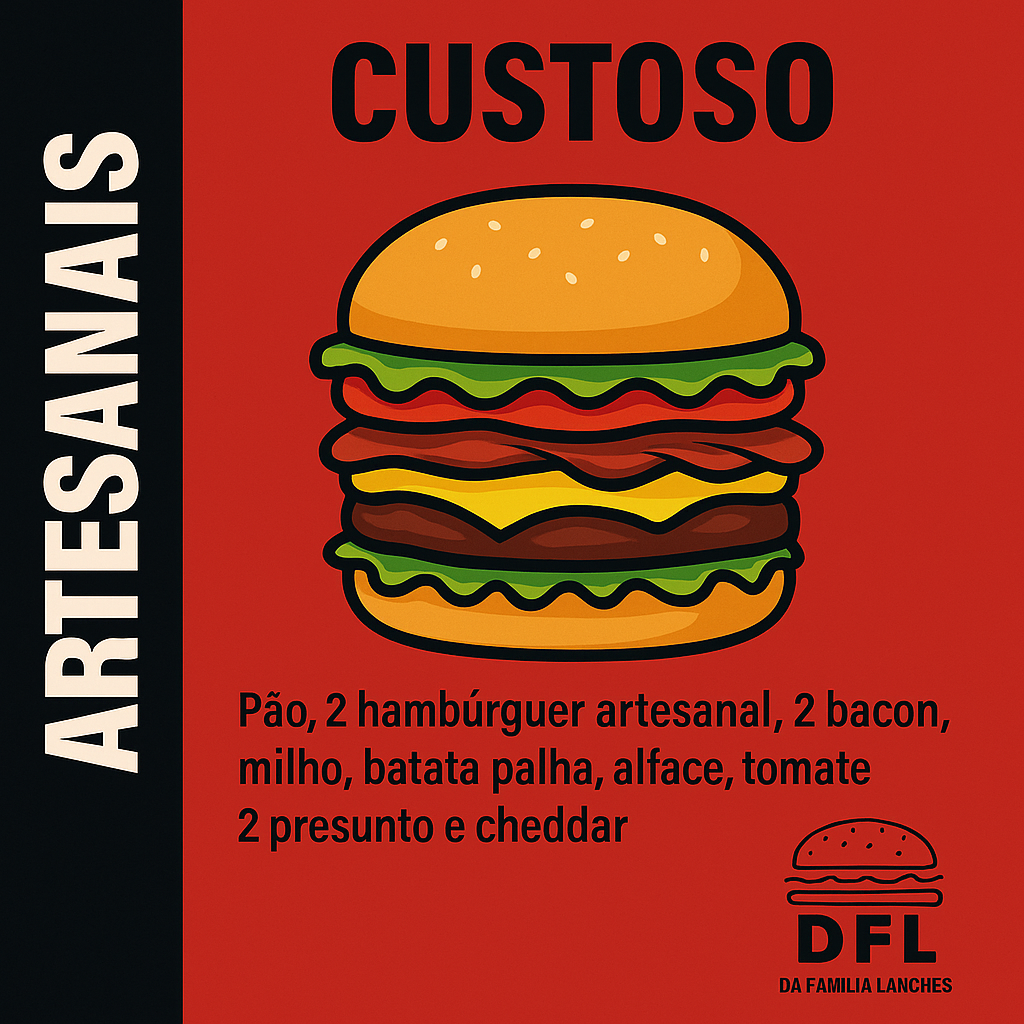 ARTESANAIS
CUSTOSO
Pão, 2 hambúrguer artesanal, 2 bacon,
milho, batata palha, alface, tomate
2 presunto e cheddar
DFL
DA FAMILIA LANCHES